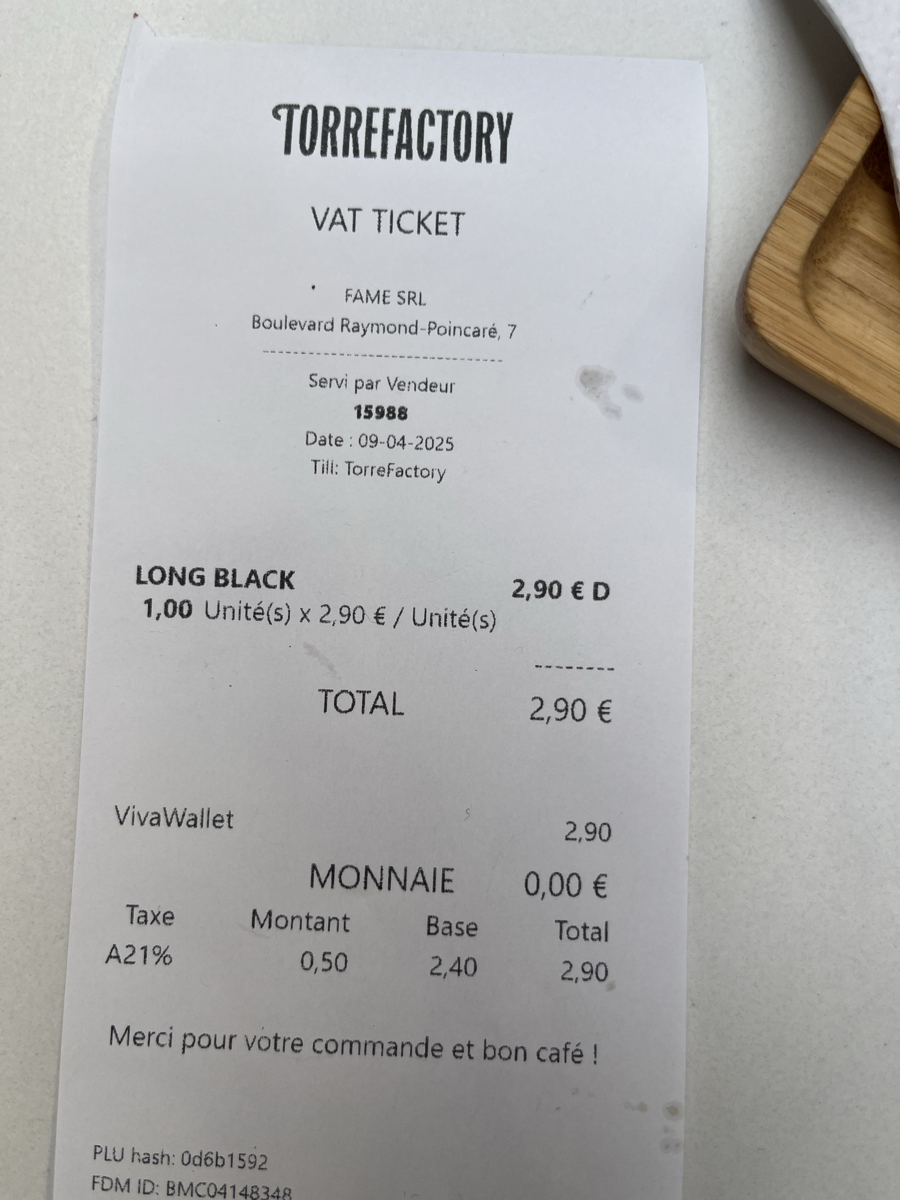 TORREFACTORY
VAT TICKET
FAME SRL
Boulevard Raymond-Poincaré, 7
Servi par Vendeur
15988
Date : 09-04-2025
Till: TorreFactory
LONG BLACK 2,90 € D
1,00 Unité(s) x 2,90 € / Unité(s)
TOTAL 2,90 €
VivaWallet 2,90
MONNAIE 0,00 €
Taxe Montant Base Total
A21% 0,50 2,40 2,90
Merci pour votre commande et bon café !
PLU hash: 0d6b1592
FDM ID: BMC04148348